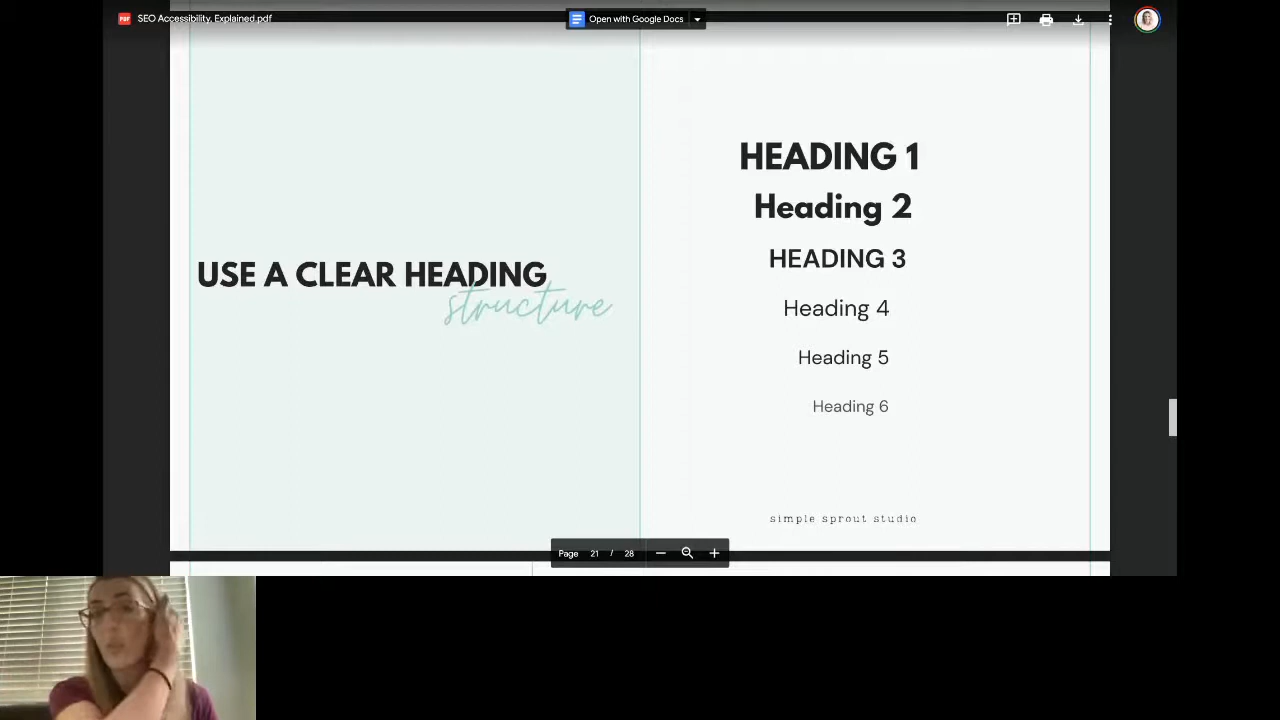 SEO Accessibility, Explained.pdf
Open with Google Docs
USE A CLEAR HEADING
structure
HEADING 1
Heading 2
HEADING 3
Heading 4
Heading 5
Heading 6
simple sprout studio
Page 21 / 28